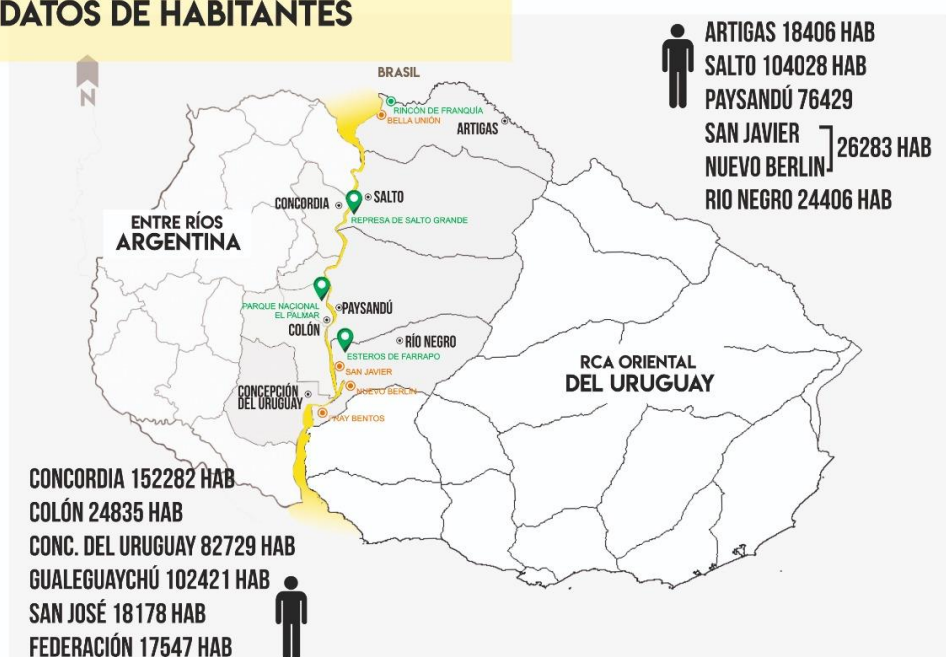 DATOS DE HABITANTES
ARTIGAS 18406 HAB
SALTO 104028 HAB
PAYSANDÚ 76429
SAN JAVIER
NUEVO BERLIN
26283 HAB
RIO NEGRO 24406 HAB
N
BRASIL
RINCÓN DE FRANQUÍA
BELLA UNIÓN
ARTIGAS
CONCORDIA
SALTO
REPRESA DE SALTO GRANDE
ENTRE RÍOS
ARGENTINA
PARQUE NACIONAL
EL PALMAR
PAYSANDÚ
COLÓN
RÍO NEGRO
ESTEROS DE FARRAPO
SAN JAVIER
NUEVO BERLIN
CONCEPCIÓN
DEL URUGUAY
RAY BENTOS
RCA ORIENTAL
DEL URUGUAY
CONCORDIA 152282 HAB
COLÓN 24835 HAB
CONC. DEL URUGUAY 82729 HAB
GUALEGUAYCHÚ 102421 HAB
SAN JOSÉ 18178 HAB
FEDERACIÓN 17547 HAB